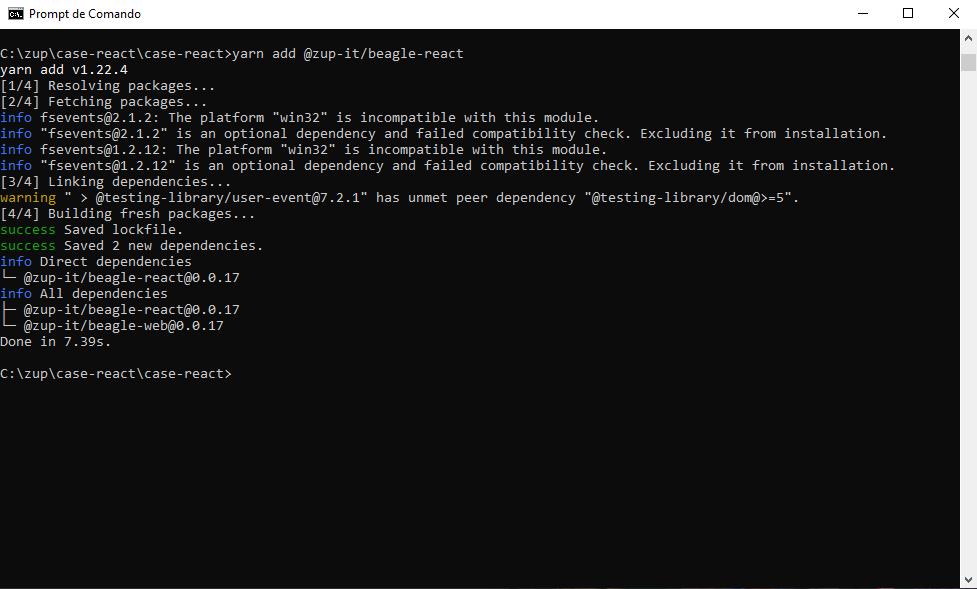 Prompt de Comando
C:\zup\case-react\case-react>yarn add @zup-it/beagle-react
yarn add v1.22.4
[1/4] Resolving packages...
[2/4] Fetching packages...
info fsevents@2.1.2: The platform "win32" is incompatible with this module.
info "fsevents@2.1.2" is an optional dependency and failed compatibility check. Excluding it from installation.
info fsevents@1.2.12: The platform "win32" is incompatible with this module.
info "fsevents@1.2.12" is an optional dependency and failed compatibility check. Excluding it from installation.
[3/4] Linking dependencies...
warning " > @testing-library/user-event@7.2.1" has unmet peer dependency "@testing-library/dom@>=5".
[4/4] Building fresh packages...
success Saved lockfile.
success Saved 2 new dependencies.
info Direct dependencies
└─ @zup-it/beagle-react@0.0.17
info All dependencies
├─ @zup-it/beagle-react@0.0.17
└─ @zup-it/beagle-web@0.0.17
Done in 7.39s.
C:\zup\case-react\case-react>